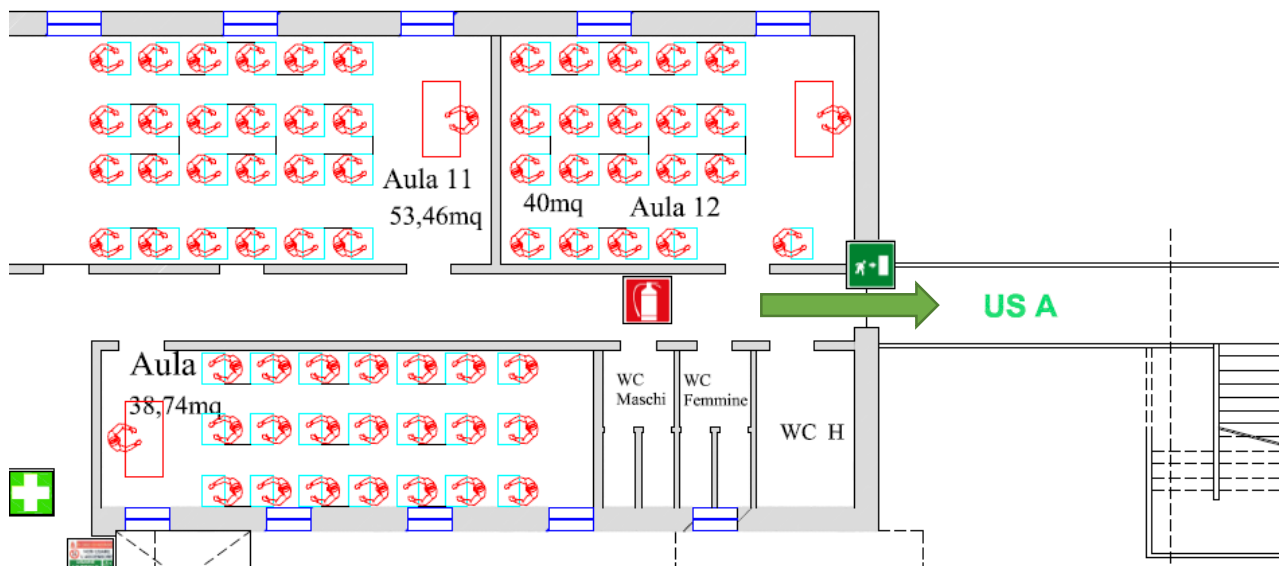 Aula 11
53,46mq
40mq
Aula 12
US A
Aula
38,74mq
WC
Maschi
WC
Femmine
WC H